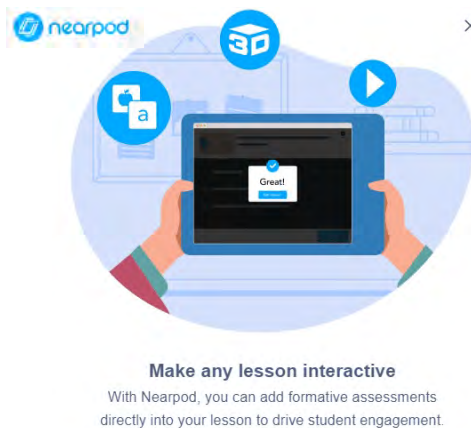 nearpod
3D
a
Great!
Make any lesson interactive
With Nearpod, you can add formative assessments
directly into your lesson to drive student engagement.